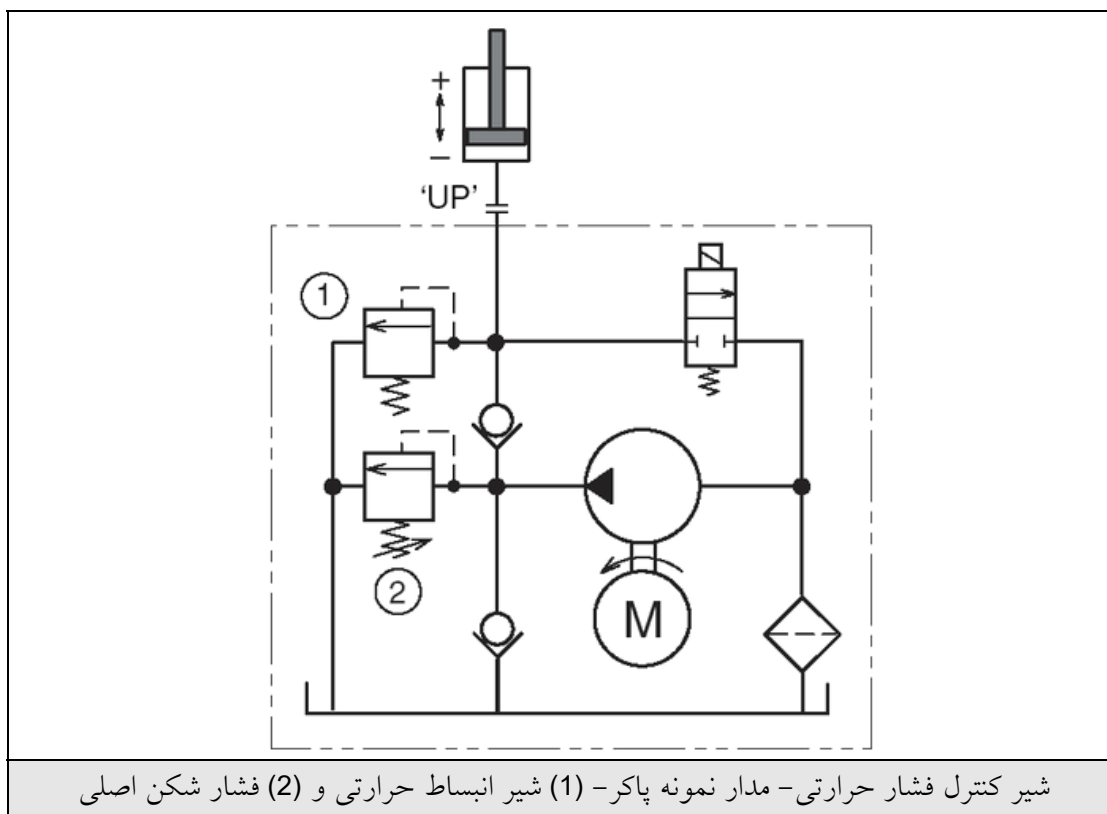 +
–
‘UP’
1
2
M
شیر کنترل فشار حرارتی– مدار نمونه پاکر– (1) شیر انبساط حرارتی و (2) فشار شکن اصلی